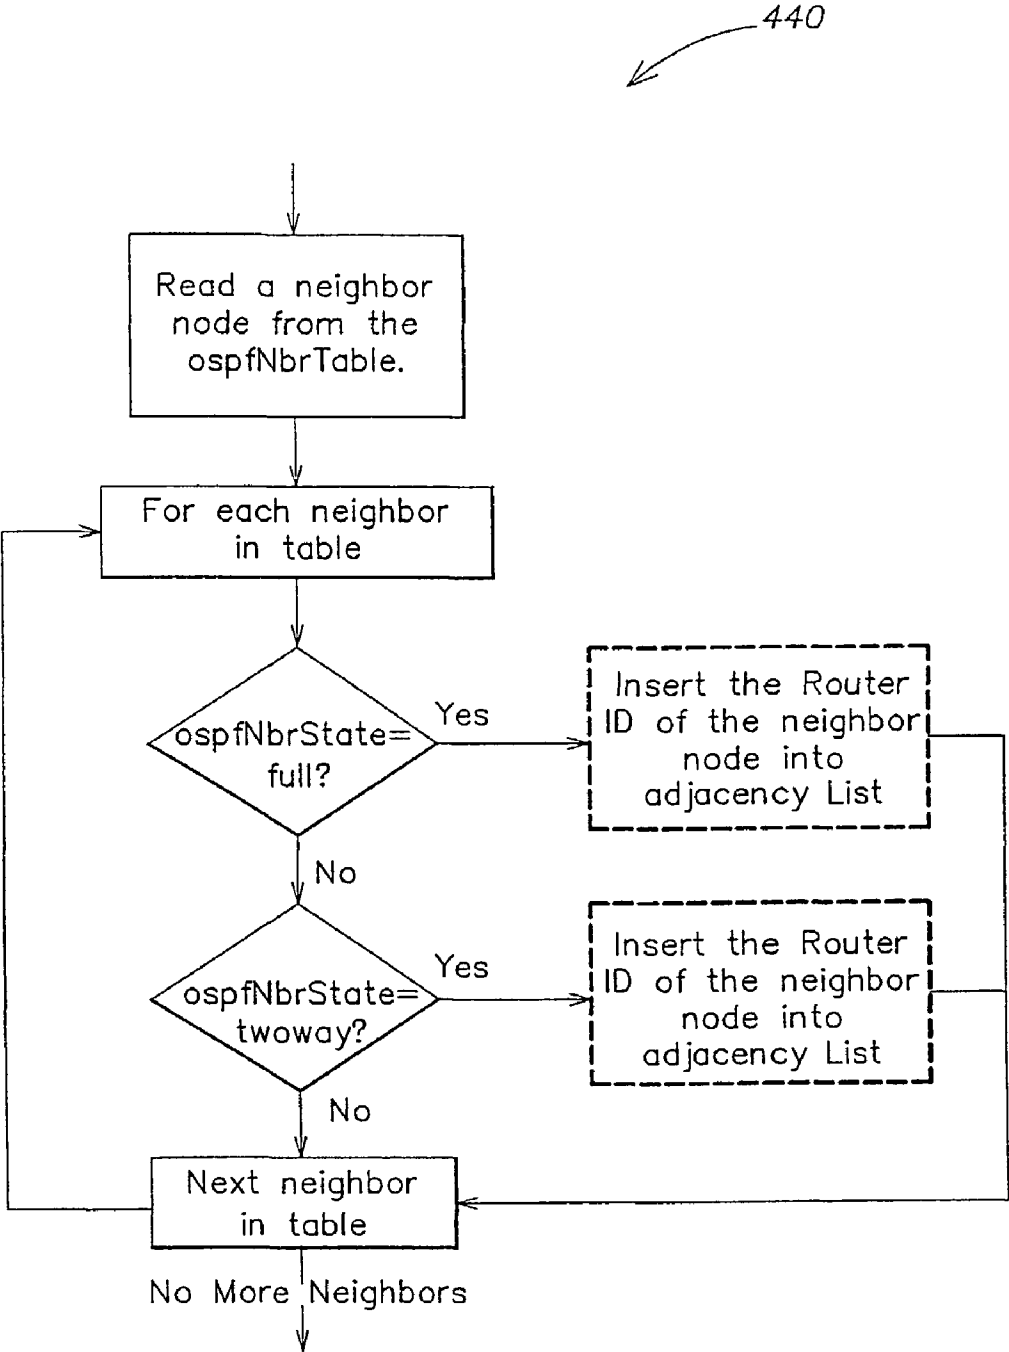 440
Read a neighbor
node from the
ospfNbrTable.
For each neighbor
in table
ospfNbrState=
full?
Yes
Insert the Router
ID of the neighbor
node into
adjacency List
No
ospfNbrState=
twoway?
Yes
Insert the Router
ID of the neighbor
node into
adjacency List
No
Next neighbor
in table
No More Neighbors